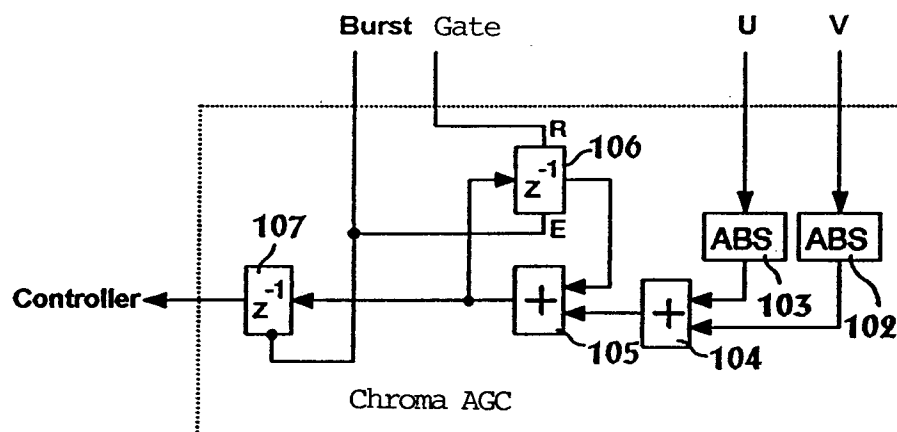 Burst Gate U V
R
z-1 106
E
107
z-1
ABS ABS
103 102
Controller
+ +
105 104
Chroma AGC